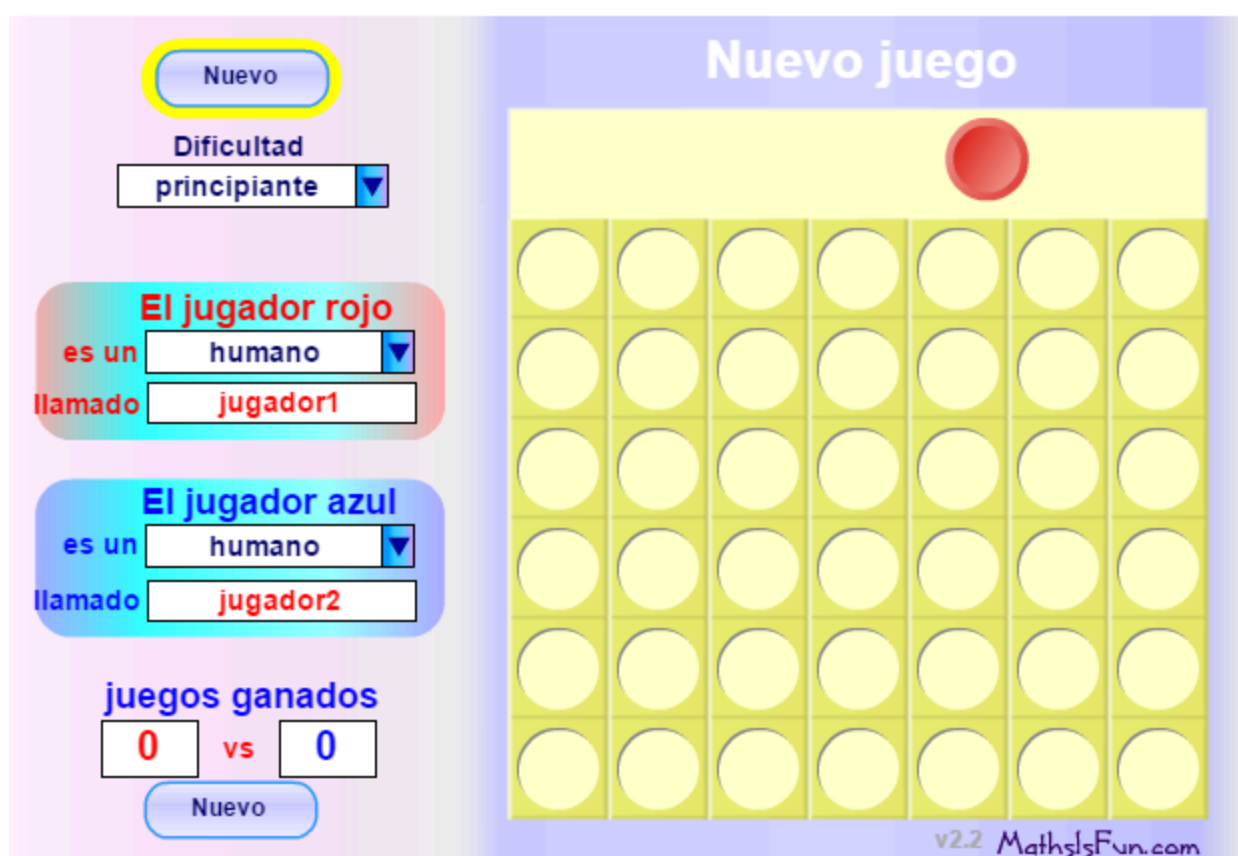 Nuevo
Dificultad
principiante
El jugador rojo
es un humano
llamado jugador1
El jugador azul
es un humano
llamado jugador2
juegos ganados
0 vs 0
Nuevo
Nuevo juego
v2.2 MathsIsFun.com